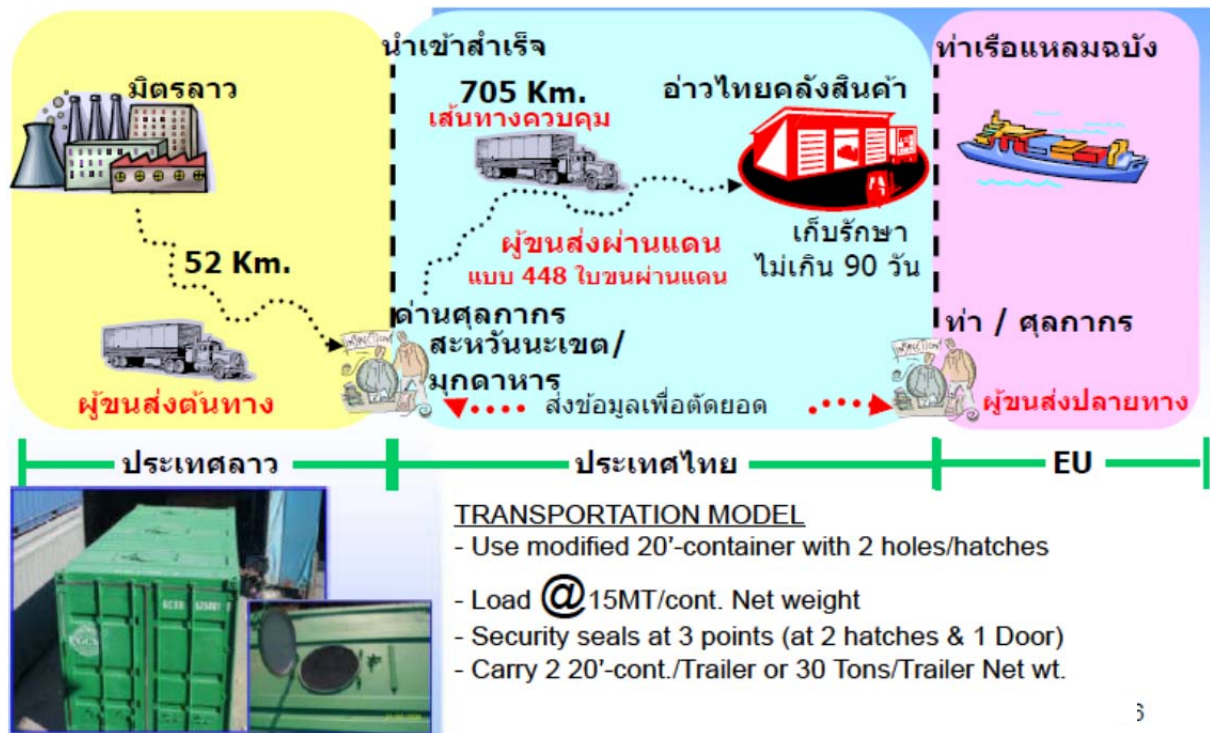 นำเข้าสำเร็จ
ท่าเรือแหลมฉบัง
มิตรลาว
705 Km.
เส้นทางควบคุม
อ่าวไทยคลังสินค้า
52 Km.
ผู้ขนส่งผ่านแดน
แบบ 448 ใบขนผ่านแดน
เก็บรักษา
ไม่เกิน 90 วัน
ด่านศุลกากร
สะหวันนะเขต/
มุกดาหาร
ท่า / ศุลกากร
ผู้ขนส่งต้นทาง
ส่งข้อมูลเพื่อตัดยอด
ผู้ขนส่งปลายทาง
ประเทศลาว
ประเทศไทย
EU
TRANSPORTATION MODEL
- Use modified 20'-container with 2 holes/hatches
- Load @15MT/cont. Net weight
- Security seals at 3 points (at 2 hatches & 1 Door)
- Carry 2 20'-cont./Trailer or 30 Tons/Trailer Net wt.
6